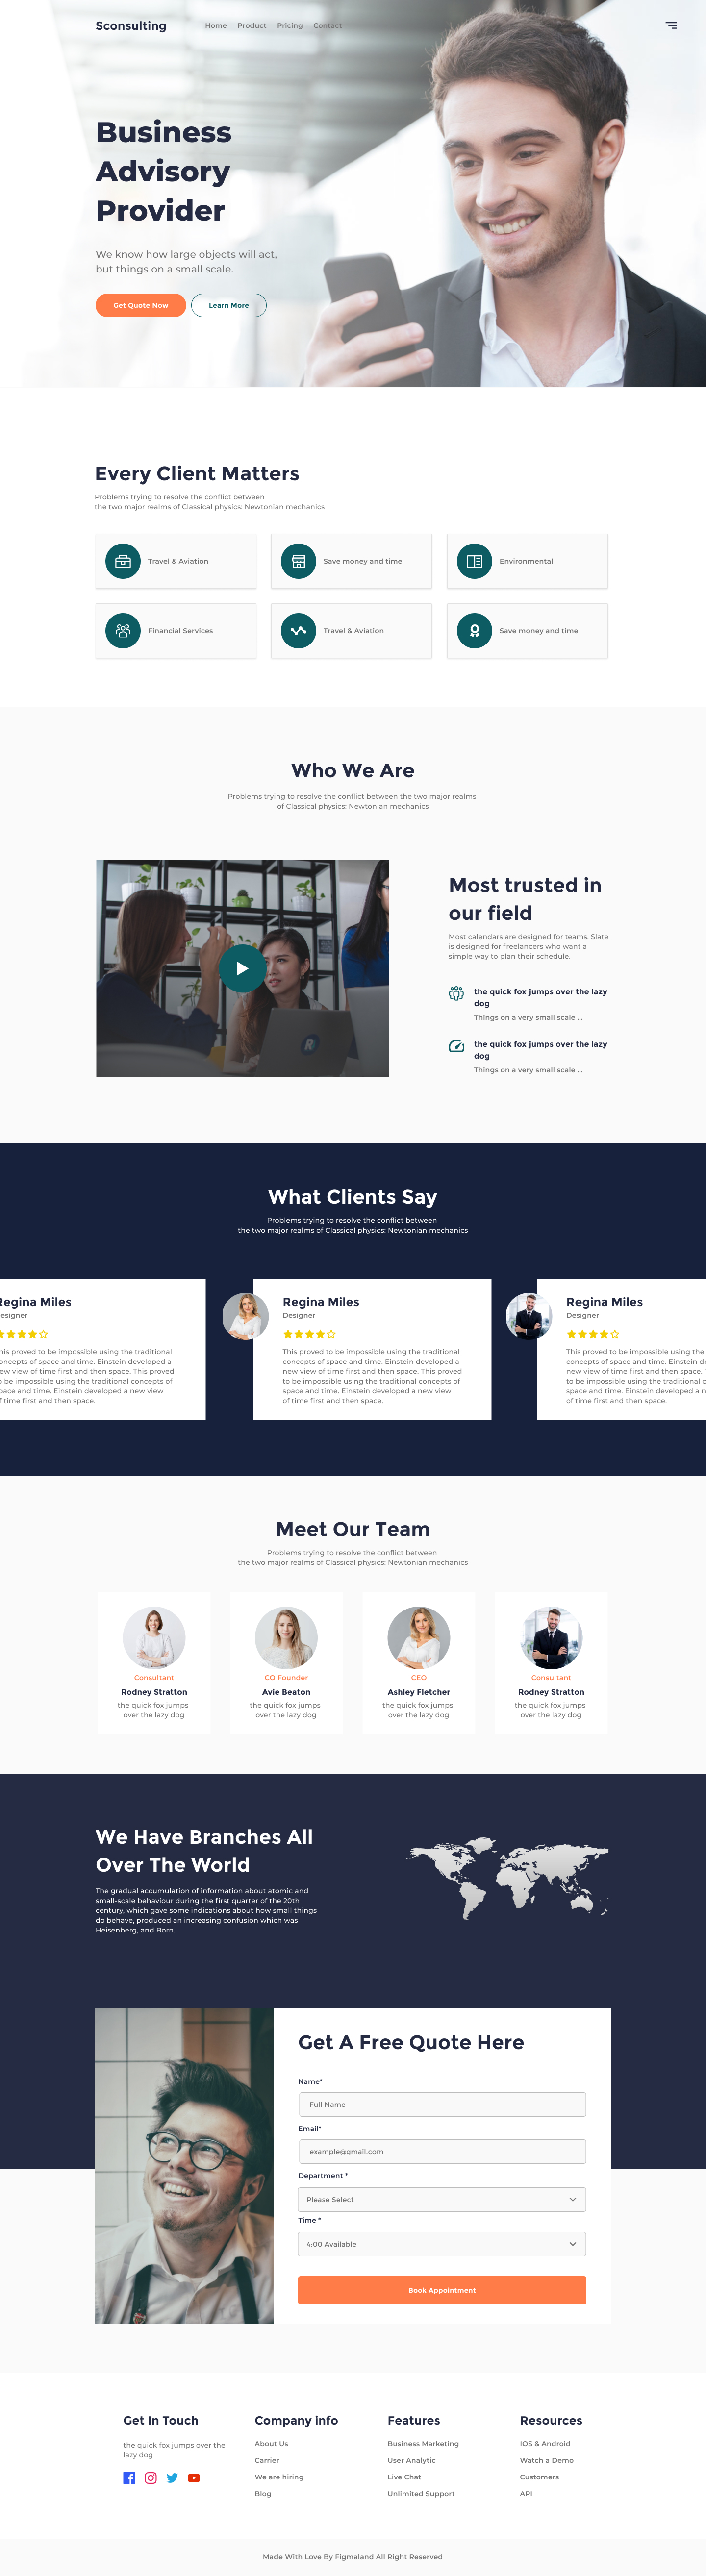 Sconsulting
Home Product Pricing Contact
Business
Advisory
Provider
We know how large objects will act,
but things on a small scale.
Get Quote Now
Learn More
Every Client Matters
Problems trying to resolve the conflict between
the two major realms of Classical physics: Newtonian mechanics
Travel & Aviation
Save money and time
Environmental
Financial Services
Travel & Aviation
Save money and time
Who We Are
Problems trying to resolve the conflict between the two major realms
of Classical physics: Newtonian mechanics
Most trusted in
our field
Most calendars are designed for teams. Slate
is designed for freelancers who want a
simple way to plan their schedule.
the quick fox jumps over the lazy
dog
Things on a very small scale ...
the quick fox jumps over the lazy
dog
Things on a very small scale ...
What Clients Say
Problems trying to resolve the conflict between
the two major realms of Classical physics: Newtonian mechanics
Regina Miles
esigner
his proved to be impossible using the traditional
oncepts of space and time. Einstein developed a
ew view of time first and then space. This proved
o be impossible using the traditional concepts of
pace and time. Einstein developed a new view
f time first and then space.
Regina Miles
Designer
This proved to be impossible using the traditional
concepts of space and time. Einstein developed a
new view of time first and then space. This proved
to be impossible using the traditional concepts of
space and time. Einstein developed a new view
of time first and then space.
Regina Miles
Designer
This proved to be impossible using the
concepts of space and time. Einstein de
new view of time first and then space.
to be impossible using the traditional c
space and time. Einstein developed a n
of time first and then space.
Meet Our Team
Problems trying to resolve the conflict between
the two major realms of Classical physics: Newtonian mechanics
Consultant
Rodney Stratton
the quick fox jumps
over the lazy dog
CO Founder
Avie Beaton
the quick fox jumps
over the lazy dog
CEO
Ashley Fletcher
the quick fox jumps
over the lazy dog
Consultant
Rodney Stratton
the quick fox jumps
over the lazy dog
We Have Branches All
Over The World
The gradual accumulation of information about atomic and
small-scale behaviour during the first quarter of the 20th
century, which gave some indications about how small things
do behave, produced an increasing confusion which was
Heisenberg, and Born.
Get A Free Quote Here
Name*
Full Name
Email*
example@gmail.com
Department *
Please Select
Time *
4:00 Available
Book Appointment
Get In Touch
the quick fox jumps over the
lazy dog
Company info
About Us
Carrier
We are hiring
Blog
Features
Business Marketing
User Analytic
Live Chat
Unlimited Support
Resources
IOS & Android
Watch a Demo
Customers
API
Made With Love By Figmaland All Right Reserved